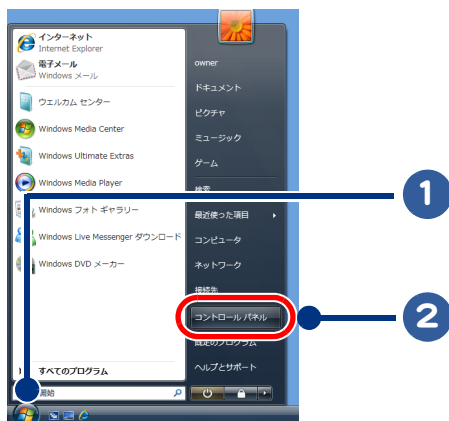 インターネット
Internet Explorer
電子メール
Windows メール
ウエルカム センター
Windows Media Center
Windows Ultimate Extras
Windows Media Player
Windows フォト ギャラリー
Windows Live Messenger ダウンロード
Windows DVD メーカー
すべてのプログラム
開始
owner
ドキュメント
ピクチャ
ミュージック
ゲーム
検索
最近使った項目
コンピュータ
ネットワーク
接続先
コントロール パネル
既定のプログラム
ヘルプとサポート
1
2